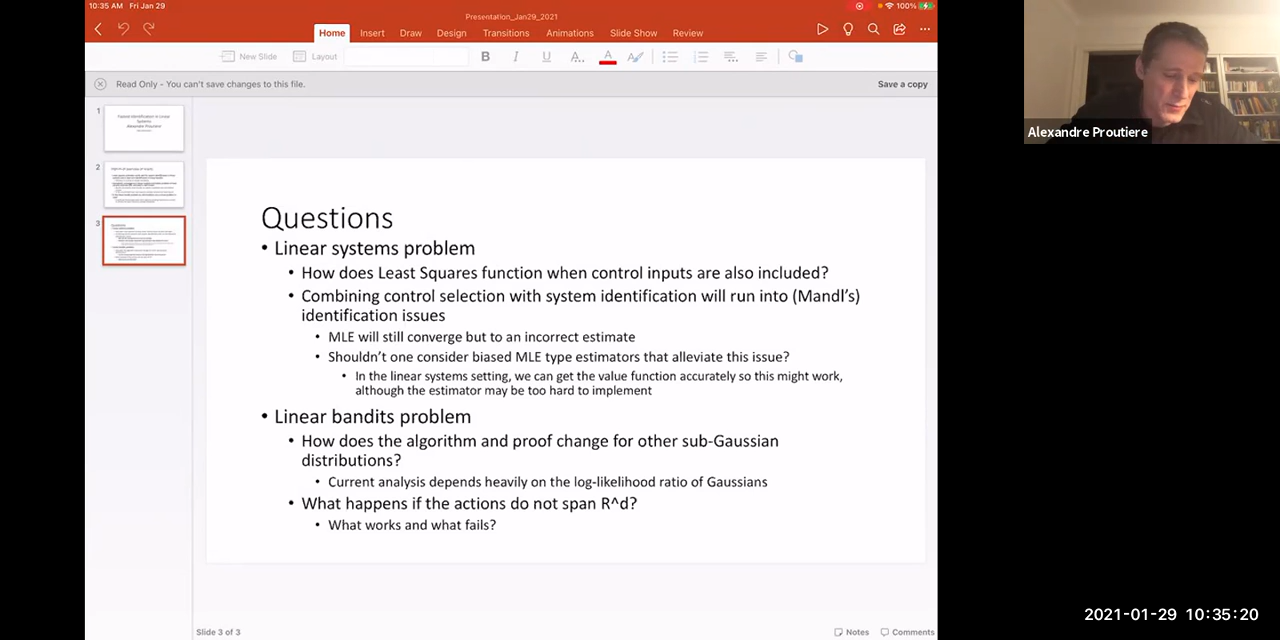 10:35 AM Fri Jan 29
100%
Presentation_Jan29_2021
Home Insert Draw Design Transitions Animations Slide Show Review
New Slide Layout B I U A A
Read Only - You can't save changes to this file.
Save a copy
1
2
3
Questions
• Linear systems problem
• How does Least Squares function when control inputs are also included?
• Combining control selection with system identification will run into (Mandl's)
identification issues
• MLE will still converge but to an incorrect estimate
• Shouldn't one consider biased MLE type estimators that alleviate this issue?
• In the linear systems setting, we can get the value function accurately so this might work,
although the estimator may be too hard to implement
• Linear bandits problem
• How does the algorithm and proof change for other sub-Gaussian
distributions?
• Current analysis depends heavily on the log-likelihood ratio of Gaussians
• What happens if the actions do not span R^d?
• What works and what fails?
Slide 3 of 3
Notes Comments
Alexandre Proutiere
2021-01-29 10:35:20